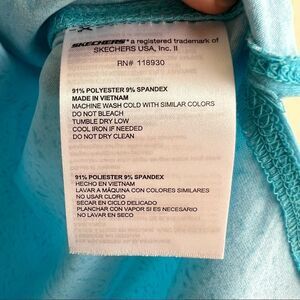 SKECHERS® a registered trademark of
SKECHERS USA, Inc. II
RN# 118930
91% POLYESTER 9% SPANDEX
MADE IN VIETNAM
MACHINE WASH COLD WITH SIMILAR COLORS
DO NOT BLEACH
TUMBLE DRY LOW
COOL IRON IF NEEDED
DO NOT DRY CLEAN
91% POLYESTER 9% SPANDEX
HECHO EN VIETNAM
LAVAR A MÁQUINA CON COLORES SIMILARES
NO USAR CLORO
SECAR EN CICLO DELICADO
PLANCHAR CON VAPOR SI ES NECESARIO
NO LAVAR EN SECO